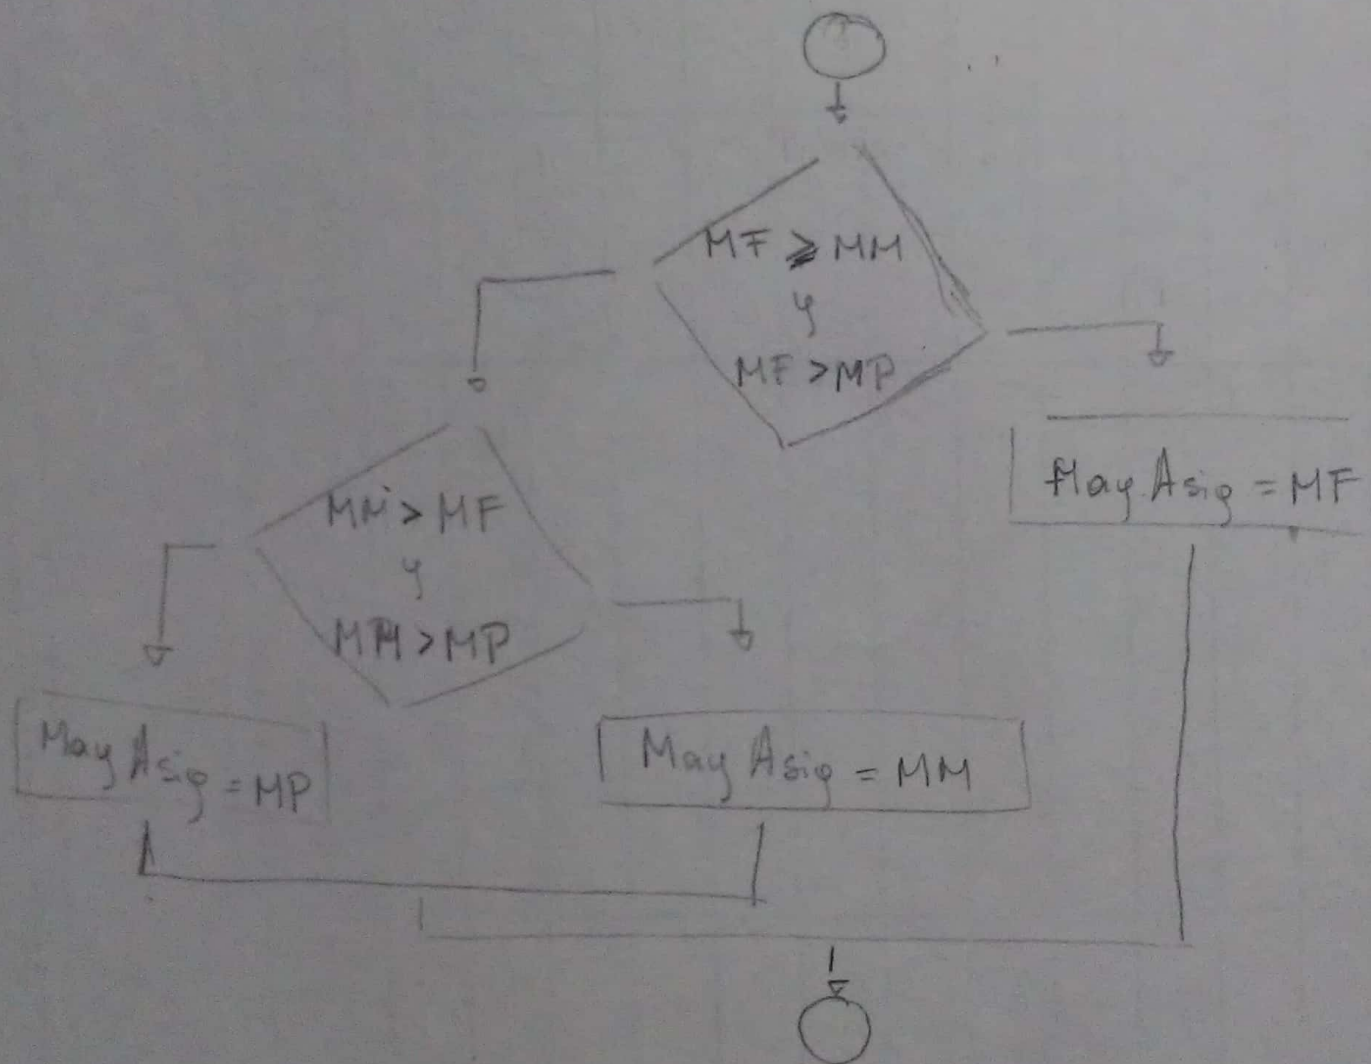 MF ≥ MM
y
MF > MP
May Asig = MF
MM > MF
y
MM > MP
May Asig = MP
May Asig = MM